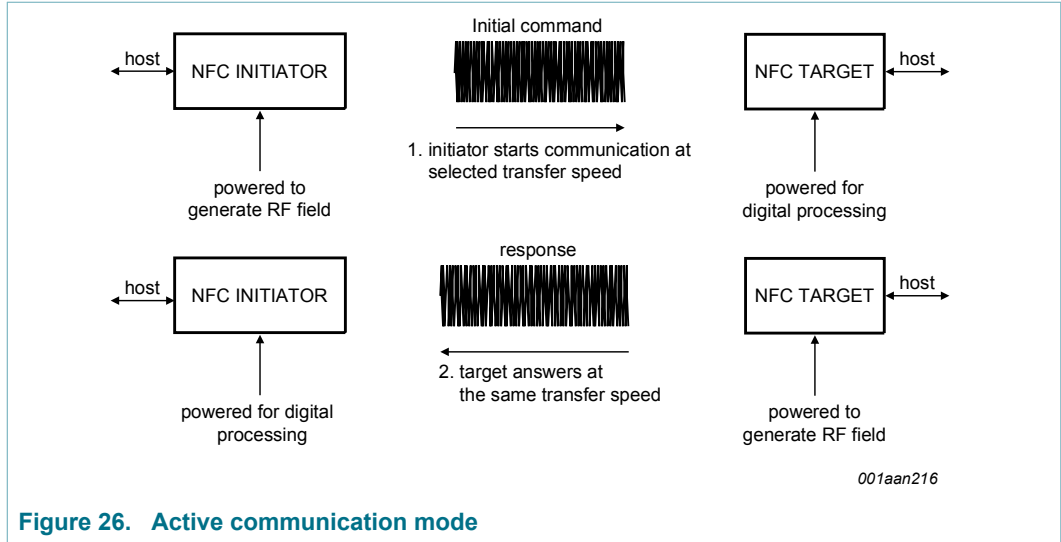 Initial command
host
NFC INITIATOR
NFC TARGET
host
1. initiator starts communication at
selected transfer speed
powered to
generate RF field
powered for
digital processing
response
host
NFC INITIATOR
NFC TARGET
host
2. target answers at
the same transfer speed
powered for digital
processing
powered to
generate RF field
001aan216
Figure 26. Active communication mode